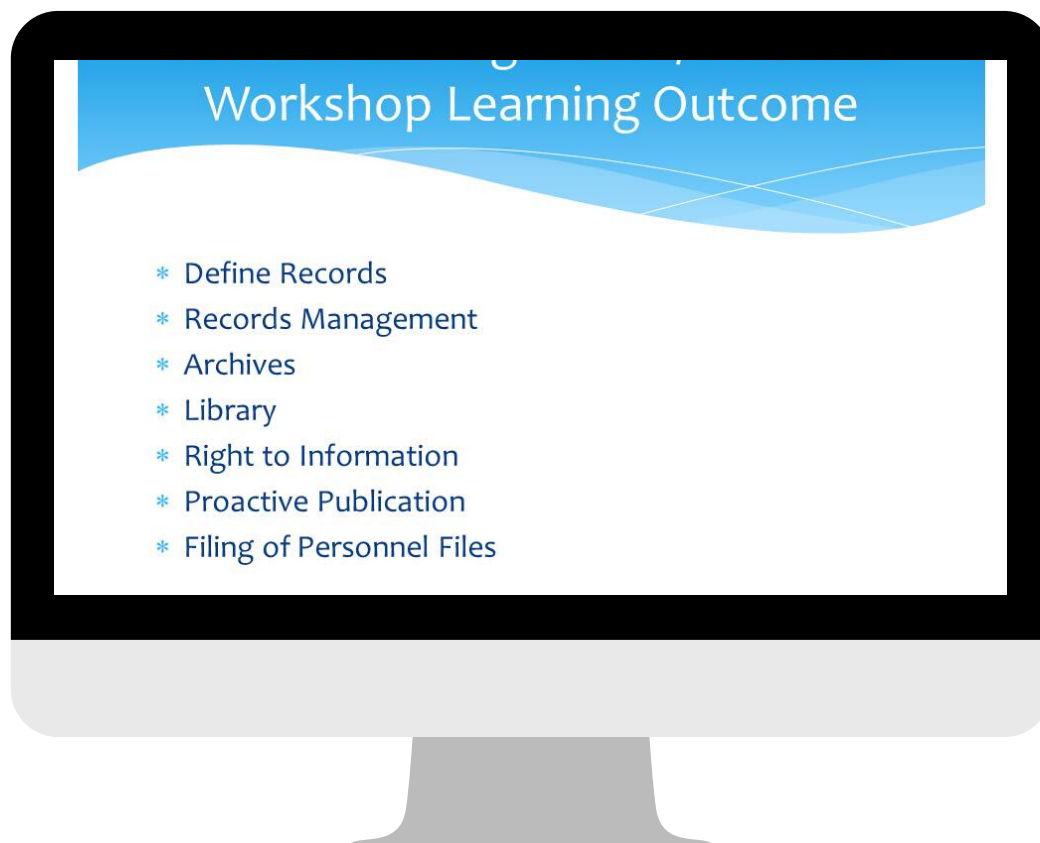 Workshop Learning Outcome
* Define Records
* Records Management
* Archives
* Library
* Right to Information
* Proactive Publication
* Filing of Personnel Files